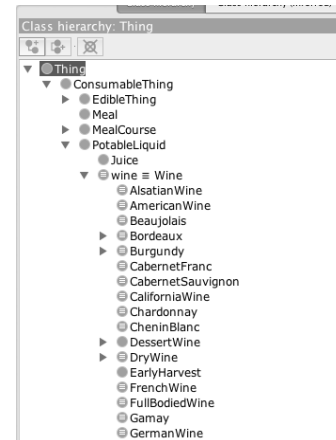 Class hierarchy: Thing
Thing
ConsumableThing
EdibleThing
Meal
MealCourse
PotableLiquid
Juice
wine ≡ Wine
AlsatianWine
AmericanWine
Beaujolais
Bordeaux
Burgundy
CabernetFranc
CabernetSauvignon
CaliforniaWine
Chardonnay
CheninBlanc
DessertWine
DryWine
EarlyHarvest
FrenchWine
FullBodiedWine
Gamay
GermanWine